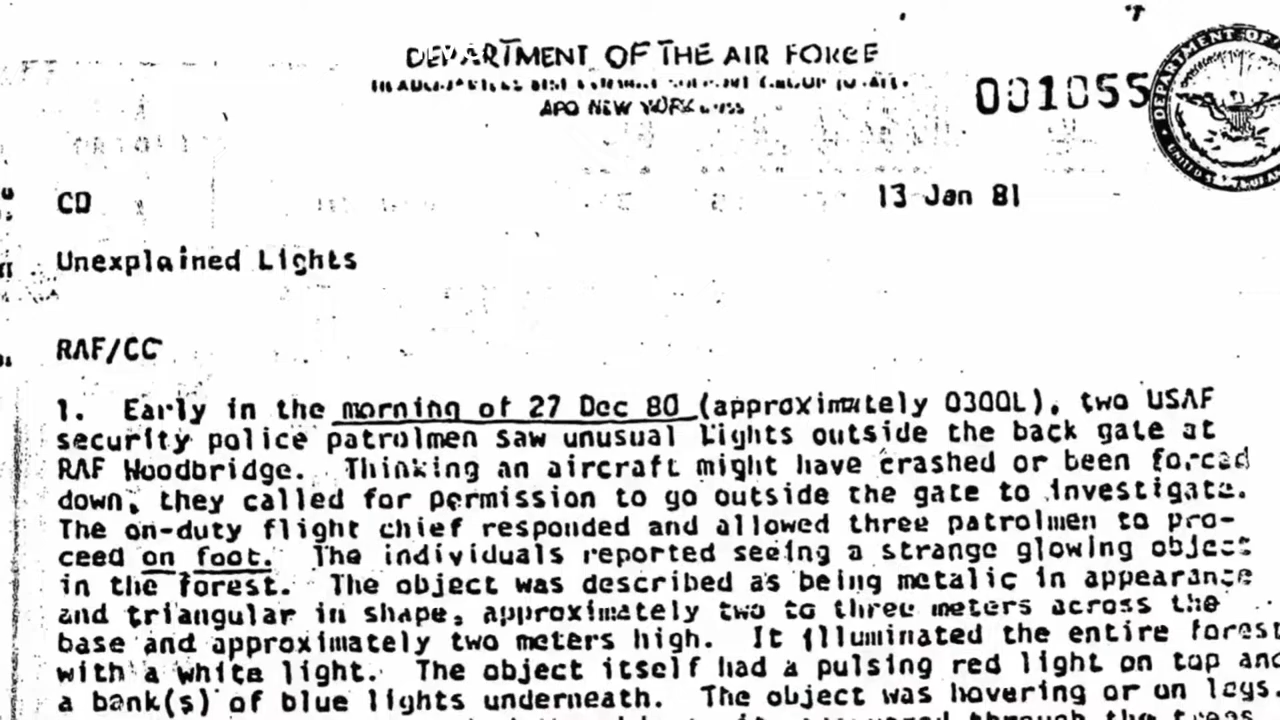 DEPARTMENT OF THE AIR FORCE
APO NEW YORK
001055
CD
13 Jan 81
Unexplained Lights
RAF/CC
1. Early in the morning of 27 Dec 80 (approximately 0300L), two USAF
security police patrolmen saw unusual lights outside the back gate at
RAF Woodbridge. Thinking an aircraft might have crashed or been forced
down, they called for permission to go outside the gate to investigate.
The on-duty flight chief responded and allowed three patrolmen to pro-
ceed on foot. The individuals reported seeing a strange glowing object
in the forest. The object was described as being metalic in appearance
and triangular in shape, approximately two to three meters across the
base and approximately two meters high. It illuminated the entire forest
with a white light. The object itself had a pulsing red light on top and
a bank(s) of blue lights underneath. The object was hovering or on legs.
through the trees